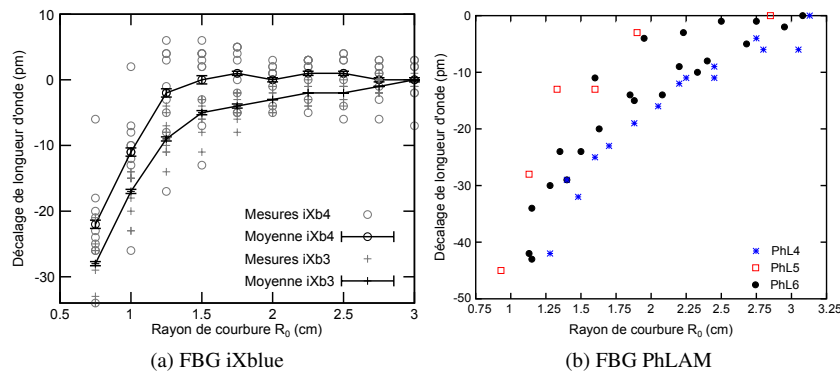 Décalage de longueur d'onde (pm)
10
0
-10
-20
-30
Mesures iXb4
Moyenne iXb4
Mesures iXb3
Moyenne iXb3
0.5 1 1.5 2 2.5 3
Rayon de courbure R0 (cm)
(a) FBG iXblue
Décalage de longueur d'onde (pm)
0
-10
-20
-30
-40
-50
PhL4
PhL5
PhL6
0.75 1 1.25 1.5 1.75 2 2.25 2.5 2.75 3 3.25
Rayon de courbure R0 (cm)
(b) FBG PhLAM